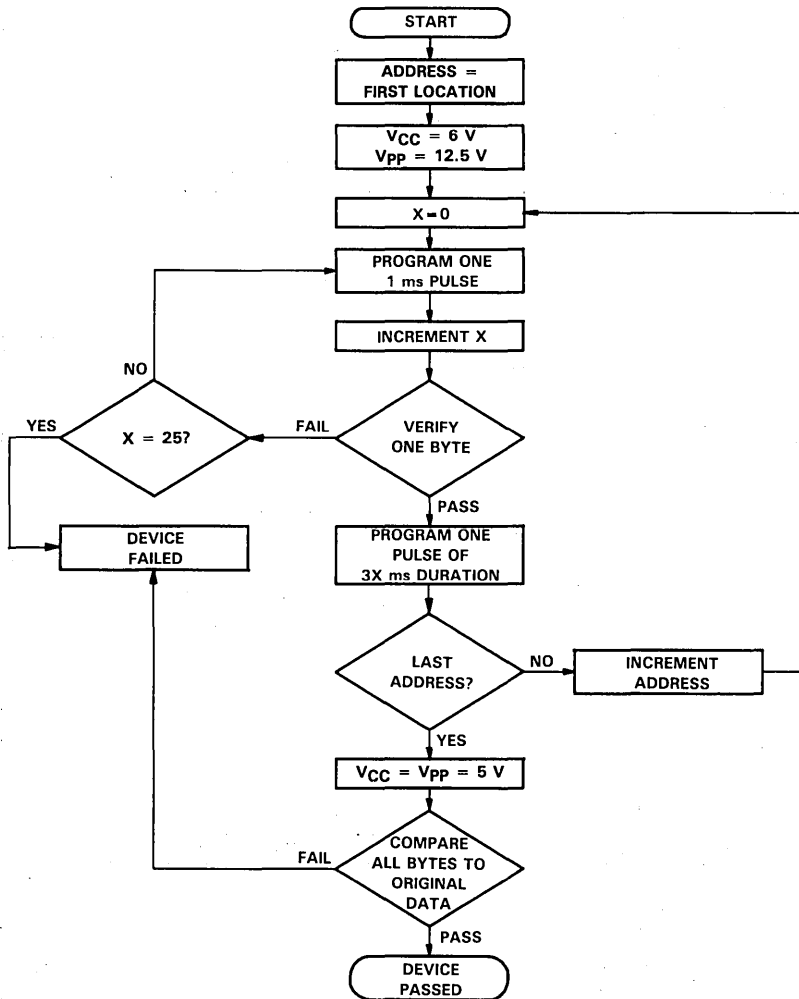 START
ADDRESS =
FIRST LOCATION
VCC = 6 V
VPP = 12.5 V
X=0
PROGRAM ONE
1 ms PULSE
INCREMENT X
NO
YES
X = 25?
FAIL
VERIFY
ONE BYTE
PASS
DEVICE
FAILED
PROGRAM ONE
PULSE OF
3X ms DURATION
LAST
ADDRESS?
NO
INCREMENT
ADDRESS
YES
VCC = VPP = 5 V
FAIL
COMPARE
ALL BYTES TO
ORIGINAL
DATA
PASS
DEVICE
PASSED